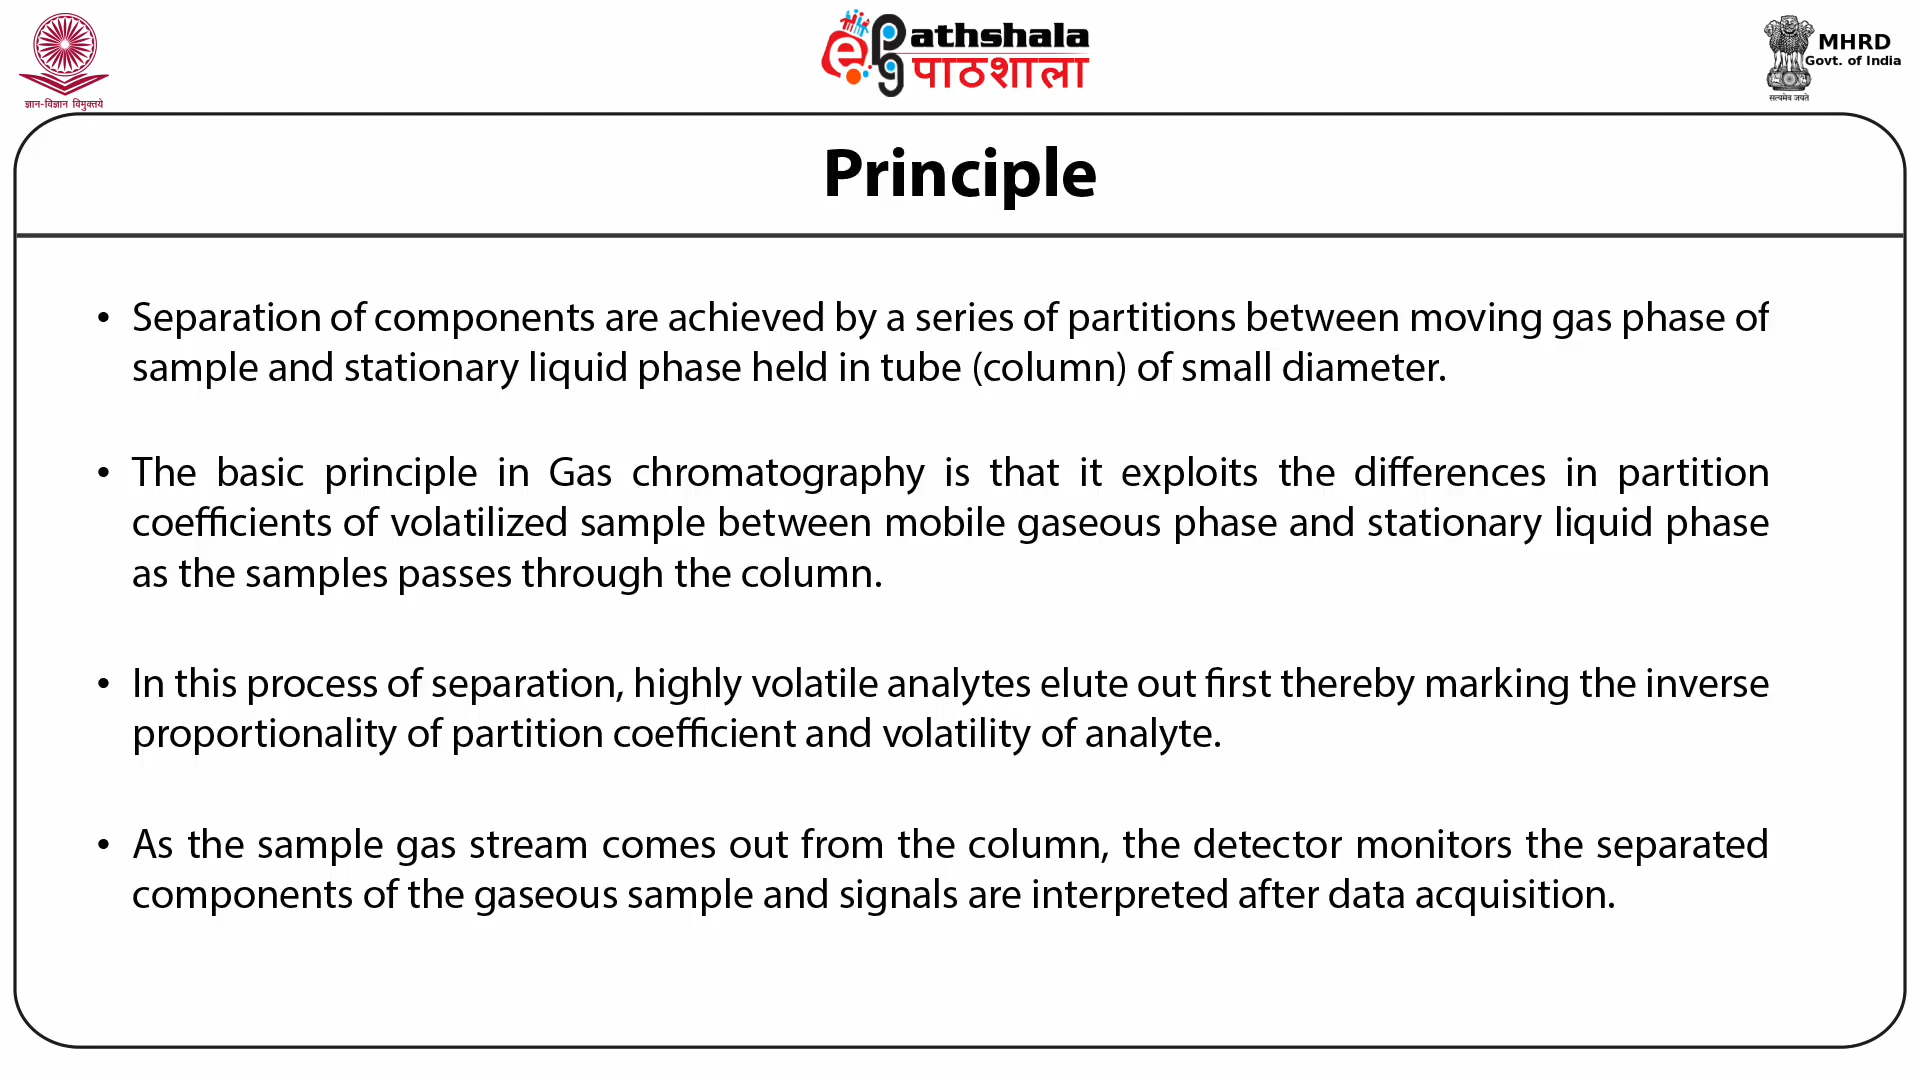 ज्ञान-विज्ञान विमुक्तये
ePGathshala
पाठशाला
MHRD
Govt. of India
सत्यमेव जयते
Principle
• Separation of components are achieved by a series of partitions between moving gas phase of
sample and stationary liquid phase held in tube (column) of small diameter.
• The basic principle in Gas chromatography is that it exploits the differences in partition
coefficients of volatilized sample between mobile gaseous phase and stationary liquid phase
as the samples passes through the column.
• In this process of separation, highly volatile analytes elute out first thereby marking the inverse
proportionality of partition coefficient and volatility of analyte.
• As the sample gas stream comes out from the column, the detector monitors the separated
components of the gaseous sample and signals are interpreted after data acquisition.